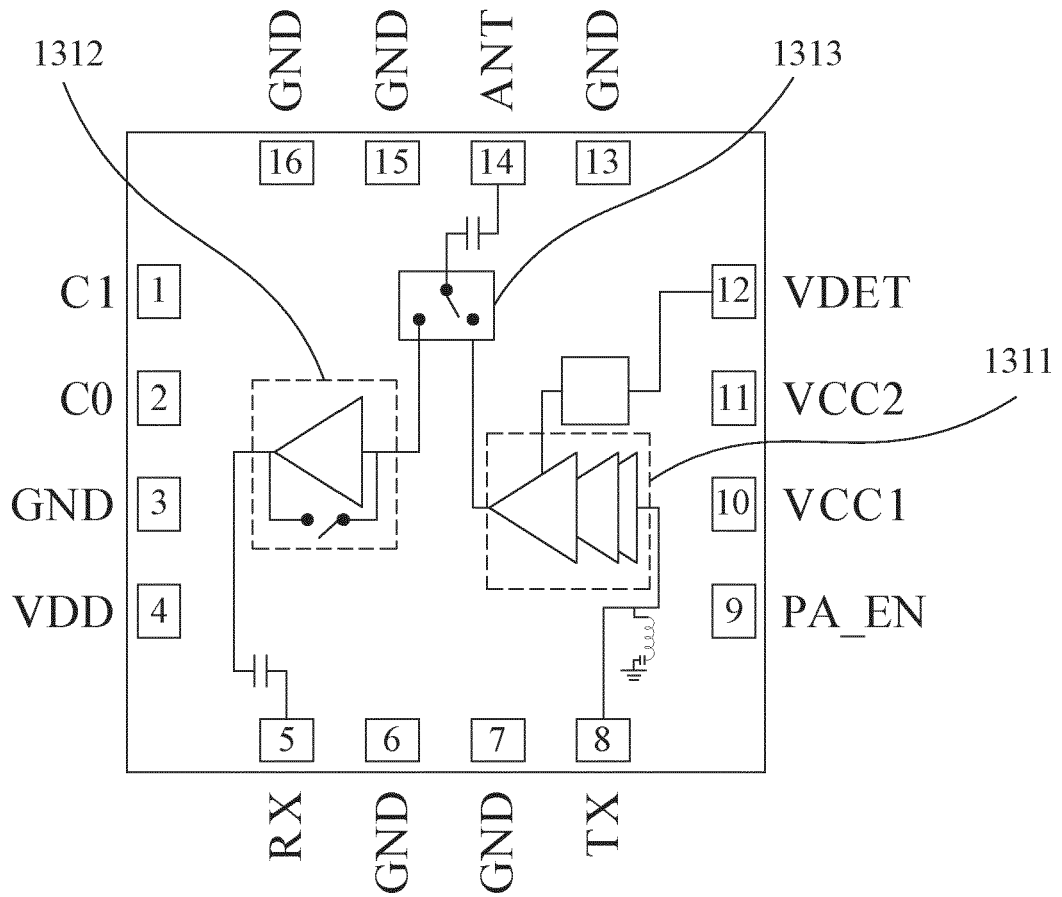 1312
GND
GND
ANT
GND
1313
16
15
14
13
C1
1
12
VDET
1311
C0
2
11
VCC2
GND
3
10
VCC1
VDD
4
9
PA_EN
5
6
7
8
RX
GND
GND
TX